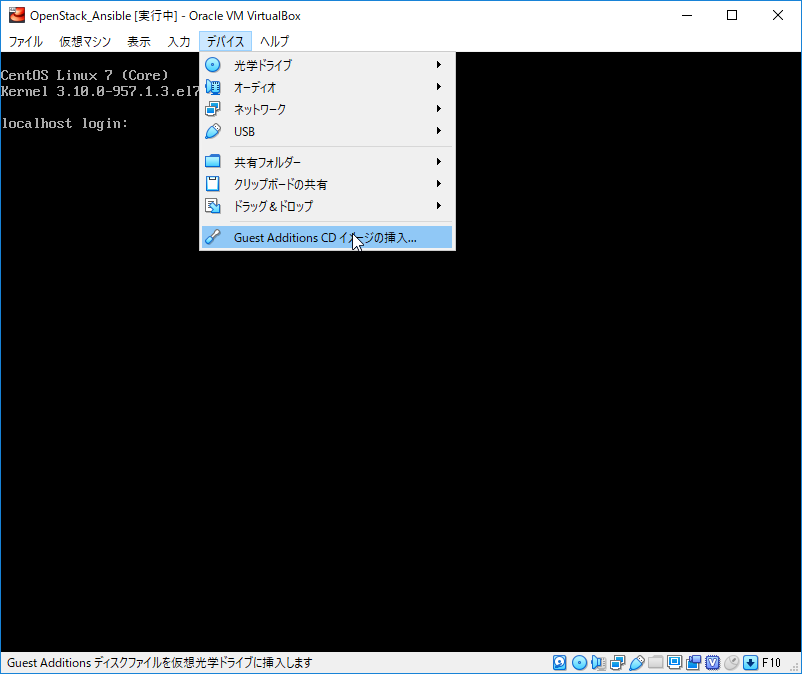 OpenStack_Ansible [実行中] - Oracle VM VirtualBox
ファイル 仮想マシン 表示 入力 デバイス ヘルプ
CentOS Linux 7 (Core)
Kernel 3.10.0-957.1.3.el7
localhost login:
光学ドライブ
オーディオ
ネットワーク
USB
共有フォルダー
クリップボードの共有
ドラッグ&ドロップ
Guest Additions CD イメージの挿入...
Guest Additions ディスクファイルを仮想光学ドライブに挿入します
F10